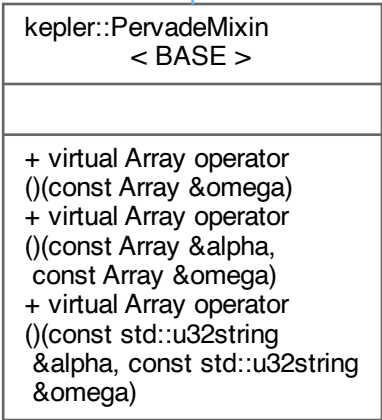 kepler::PervadeMixin
< BASE >
+ virtual Array operator
()(const Array &omega)
+ virtual Array operator
()(const Array &alpha,
const Array &omega)
+ virtual Array operator
()(const std::u32string
&alpha, const std::u32string
&omega)